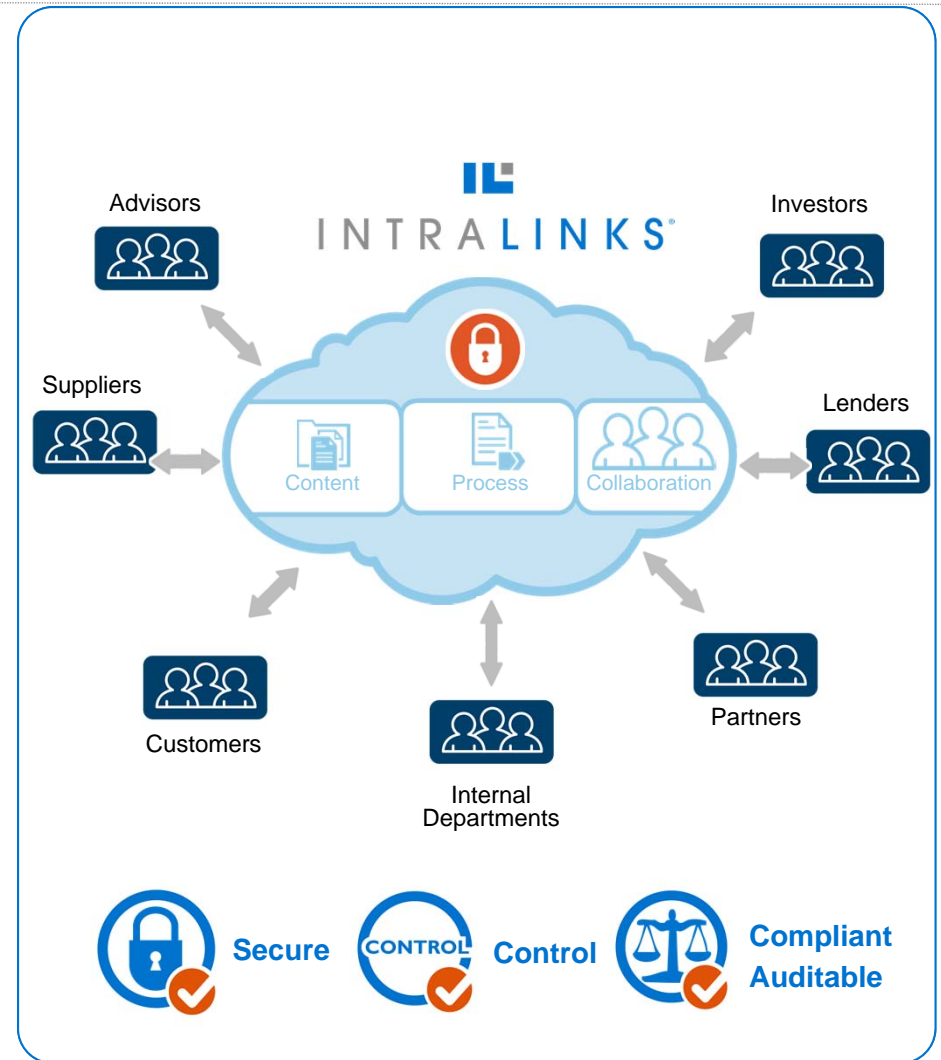 INTRALINKS®
Advisors
Investors
Suppliers
Lenders
Content
Process
Collaboration
Customers
Partners
Internal
Departments
Secure
CONTROL
Control
Compliant
Auditable